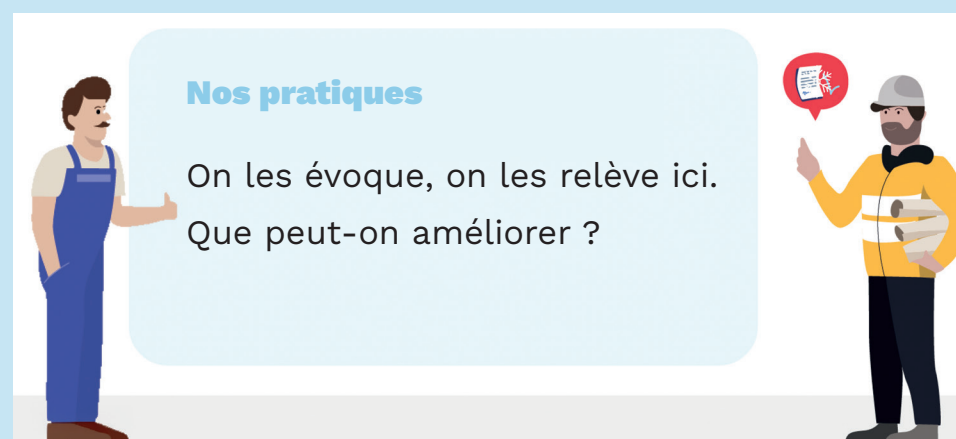 Nos pratiques
On les évoque, on les relève ici.
Que peut-on améliorer ?